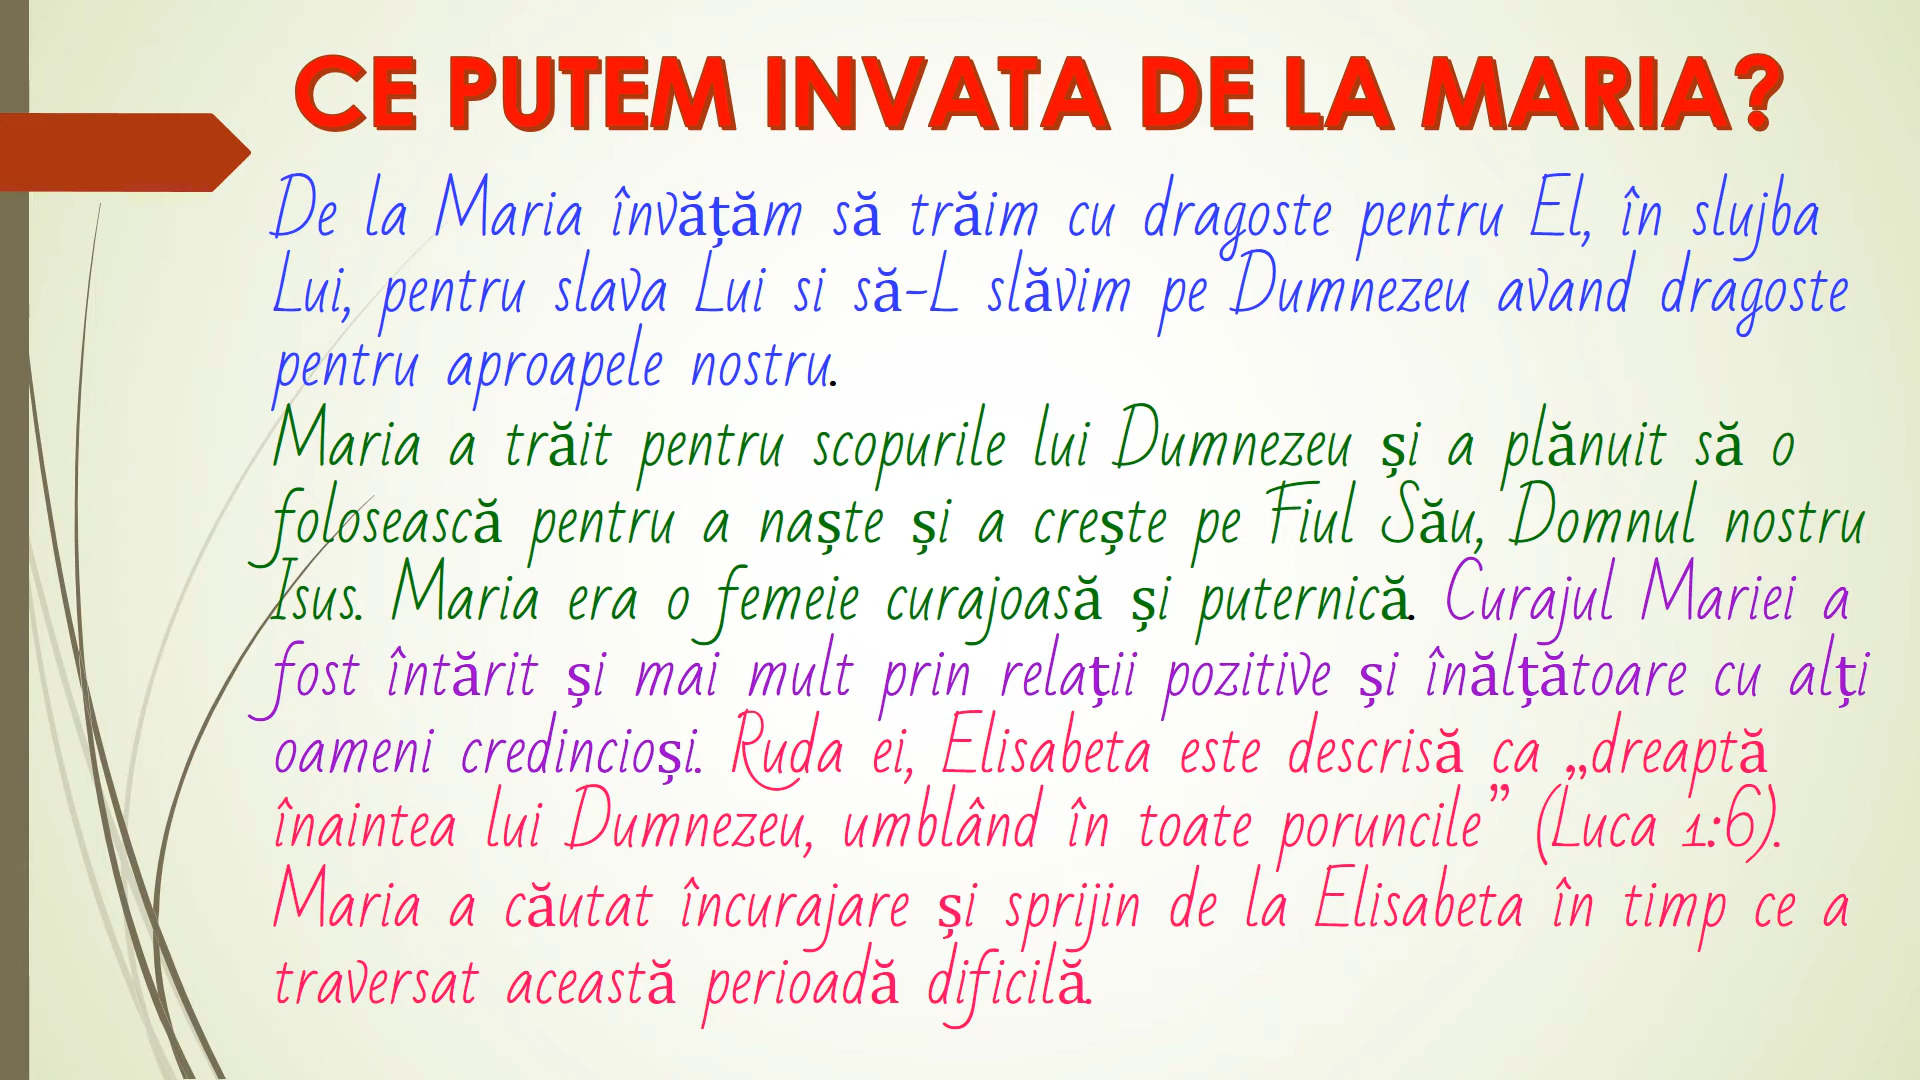 CE PUTEM INVATA DE LA MARIA?
De la Maria învățăm să trăim cu dragoste pentru El, în slujba
Lui, pentru slava Lui si să-L slăvim pe Dumnezeu avand dragoste
pentru aproapele nostru.
Maria a trăit pentru scopurile lui Dumnezeu și a plănuit să o
folosească pentru a naște și a crește pe Fiul Său, Domnul nostru
Isus. Maria era o femeie curajoasă și puternică. Curajul Mariei a
fost întărit și mai mult prin relații pozitive și înălțătoare cu alți
oameni credincioși. Ruda ei, Elisabeta este descrisă ca „dreaptă
înaintea lui Dumnezeu, umblând în toate poruncile” (Luca 1:6).
Maria a căutat încurajare și sprijin de la Elisabeta în timp ce a
traversat această perioadă dificilă.